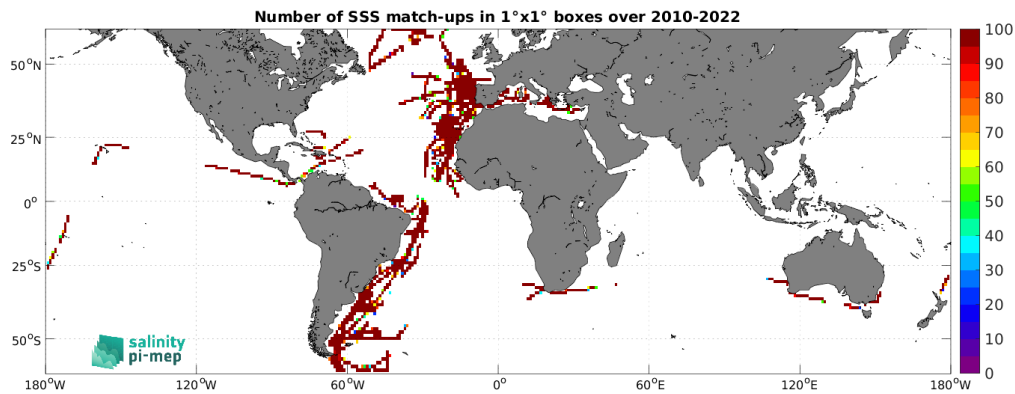 Number of SSS match-ups in 1°x1° boxes over 2010-2022
100
90
80
70
60
50
40
30
20
10
0
50°N
25°N
0°
25°S
50°S
180°W
120°W
60°W
0°
60°E
120°E
180°W
salinity
pi-mep